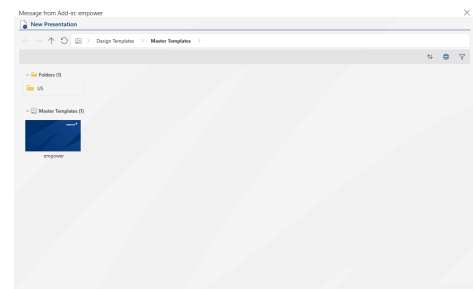 Message from Add-in: empower
New Presentation
Design Templates > Master Templates >
Folders (1)
US
Master Templates (1)
empower